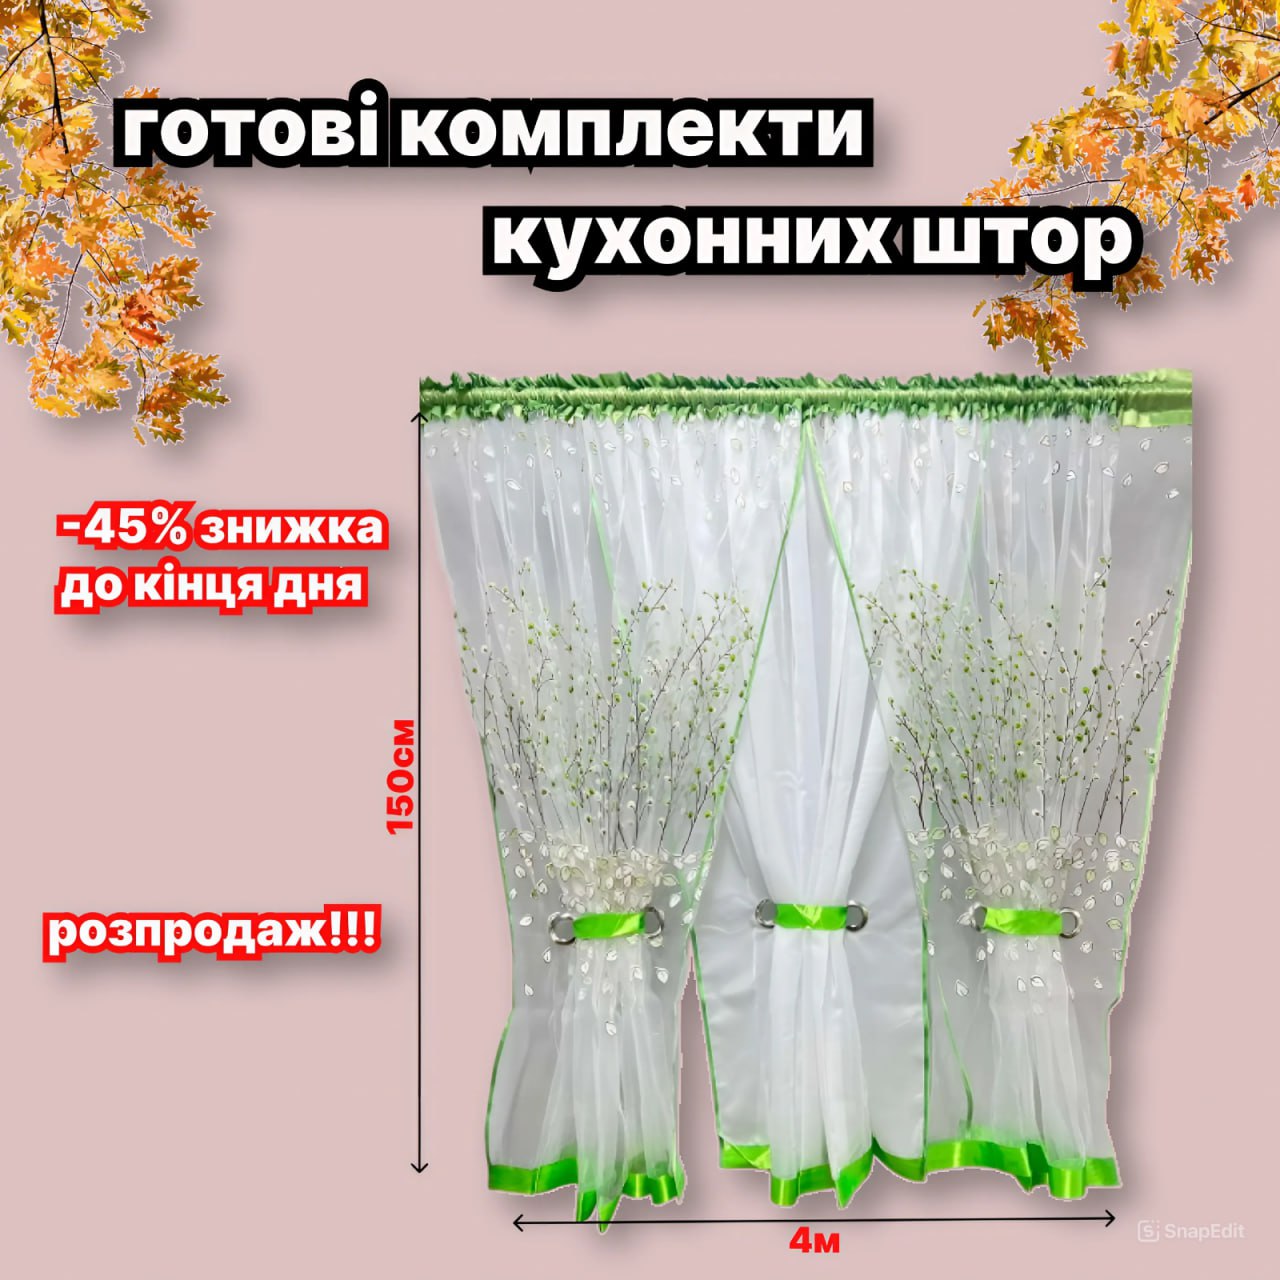 готові комплекти
кухонних штор
-45% знижка
до кінця дня
150см
розпродаж!!!
4м
SnapEdit